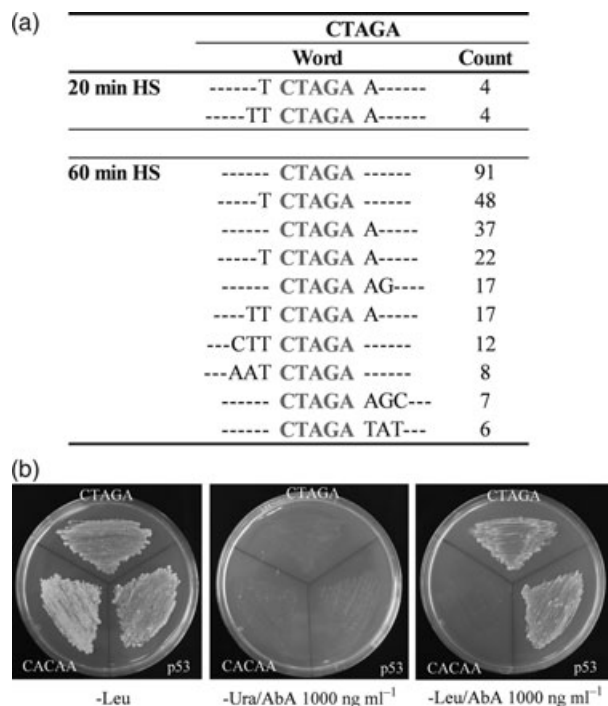 (a)
CTAGA
Word Count
20 min HS ------T CTAGA A------ 4
-----TT CTAGA A------ 4
60 min HS ------ CTAGA ------ 91
-----T CTAGA ------ 48
------ CTAGA A----- 37
-----T CTAGA A----- 22
------ CTAGA AG---- 17
----TT CTAGA A----- 17
---CTT CTAGA ------ 12
---AAT CTAGA ------ 8
------ CTAGA AGC--- 7
------ CTAGA TAT--- 6
(b)
CTAGA CTAGA CTAGA
CACAA p53 CACAA p53 CACAA p53
-Leu -Ura/AbA 1000 ng ml⁻¹ -Leu/AbA 1000 ng ml⁻¹